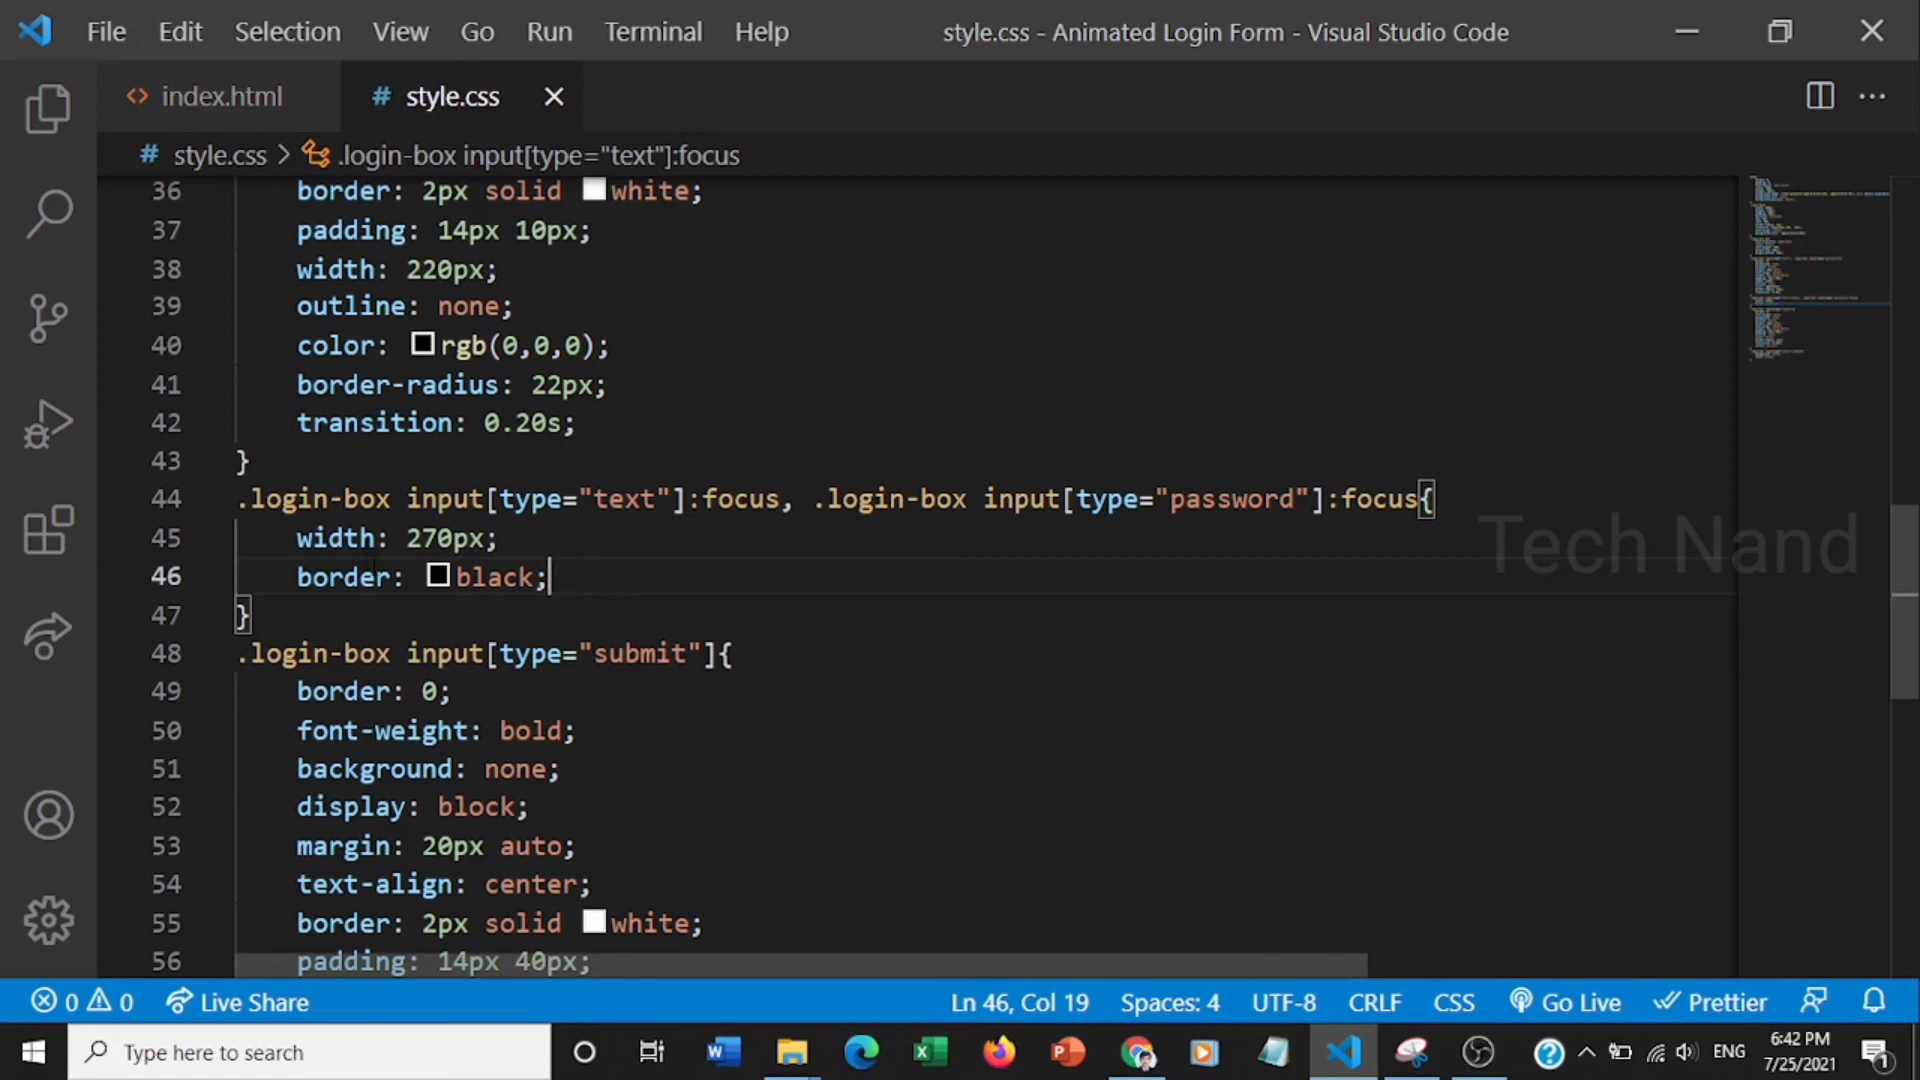 File Edit Selection View Go Run Terminal Help style.css - Animated Login Form - Visual Studio Code
<> index.html # style.css
# style.css > .login-box input[type="text"]:focus
36 border: 2px solid white;
37 padding: 14px 10px;
38 width: 220px;
39 outline: none;
40 color: rgb(0,0,0);
41 border-radius: 22px;
42 transition: 0.20s;
43 }
44 .login-box input[type="text"]:focus, .login-box input[type="password"]:focus{
45 width: 270px;
Tech Nand
46 border: black;
47 }
48 .login-box input[type="submit"]{
49 border: 0;
50 font-weight: bold;
51 background: none;
52 display: block;
53 margin: 20px auto;
54 text-align: center;
55 border: 2px solid white;
56 padding: 14px 40px;
0 0 Live Share Ln 46, Col 19 Spaces: 4 UTF-8 CRLF CSS Go Live Prettier
Type here to search ENG 6:42 PM
7/25/2021 1